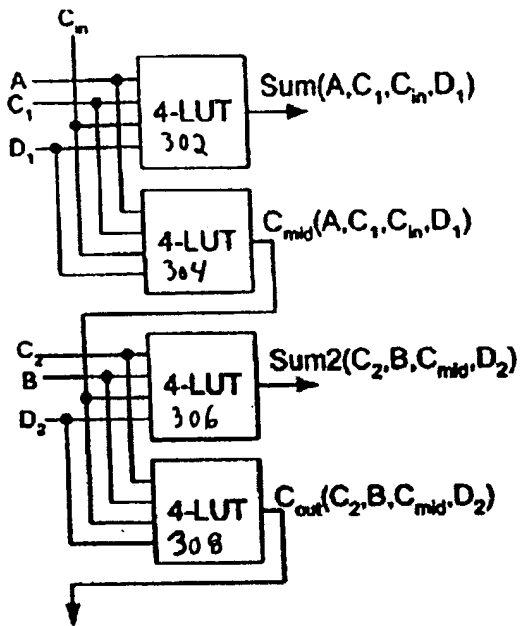 C_in
A
C_1
D_1
4-LUT
302
Sum(A,C_1,C_in,D_1)
4-LUT
304
C_mid(A,C_1,C_in,D_1)
C_2
B
D_2
4-LUT
306
Sum2(C_2,B,C_mid,D_2)
4-LUT
308
C_out(C_2,B,C_mid,D_2)